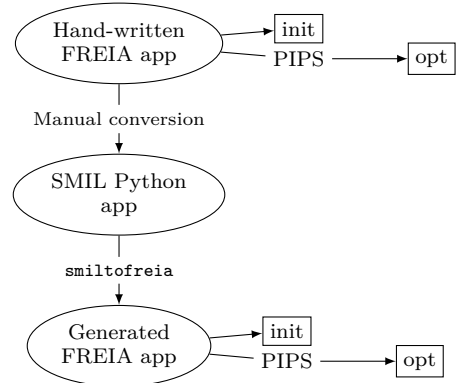 Hand-written
FREIA app
init
PIPS
opt
Manual conversion
SMIL Python
app
smiltofreia
Generated
FREIA app
init
PIPS
opt